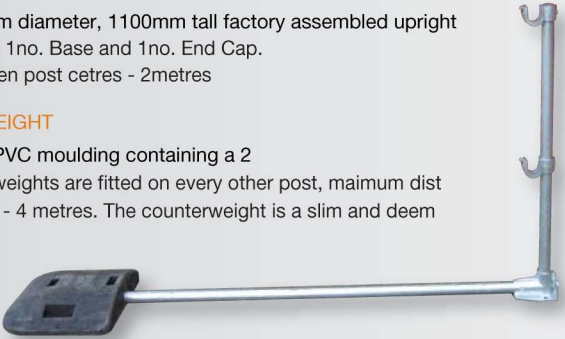 m diameter, 1100mm tall factory assembled upright
1no. Base and 1no. End Cap.
en post cetres - 2metres
EIGHT
PVC moulding containing a 2
weights are fitted on every other post, maimum dist
- 4 metres. The counterweight is a slim and deem